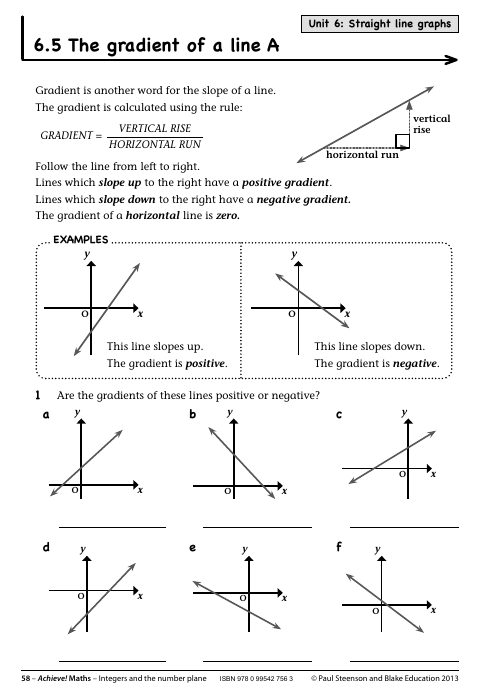 Unit 6: Straight line graphs
6.5 The gradient of a line A
Gradient is another word for the slope of a line.
The gradient is calculated using the rule:
GRADIENT = VERTICAL RISE
HORIZONTAL RUN
vertical
rise
horizontal run
Follow the line from left to right.
Lines which slope up to the right have a positive gradient.
Lines which slope down to the right have a negative gradient.
The gradient of a horizontal line is zero.
EXAMPLES
y
O
x
This line slopes up.
The gradient is positive.
y
O
x
This line slopes down.
The gradient is negative.
1 Are the gradients of these lines positive or negative?
a
y
O
x
b
y
O
x
c
y
O
x
d
y
O
x
e
y
O
x
f
y
O
x
58 – Achieve! Maths – Integers and the number plane ISBN 978 0 99542 756 3 © Paul Steenson and Blake Education 2013